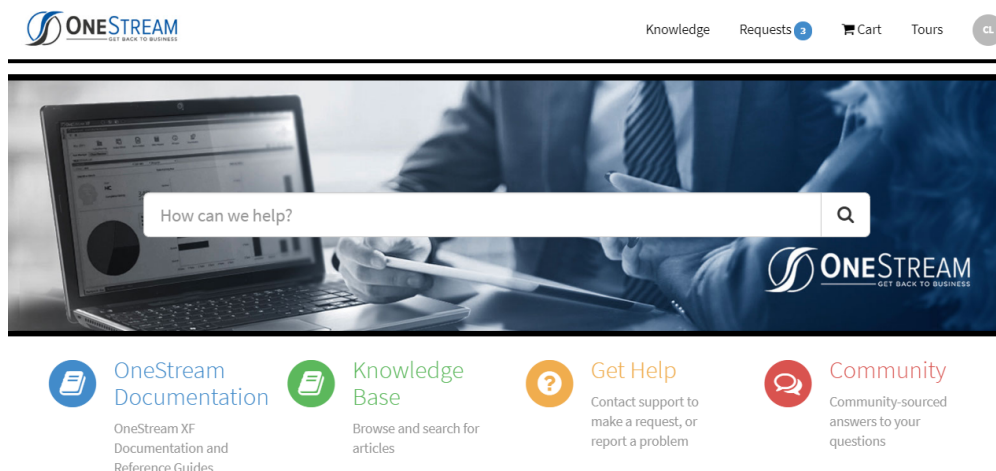 ONESTREAM
GET BACK TO BUSINESS
Knowledge
Requests 3
Cart
Tours
CL
How can we help?
ONESTREAM
GET BACK TO BUSINESS
OneStream
Documentation
OneStream XF
Documentation and
Reference Guides
Knowledge
Base
Browse and search for
articles
Get Help
Contact support to
make a request, or
report a problem
Community
Community-sourced
answers to your
questions